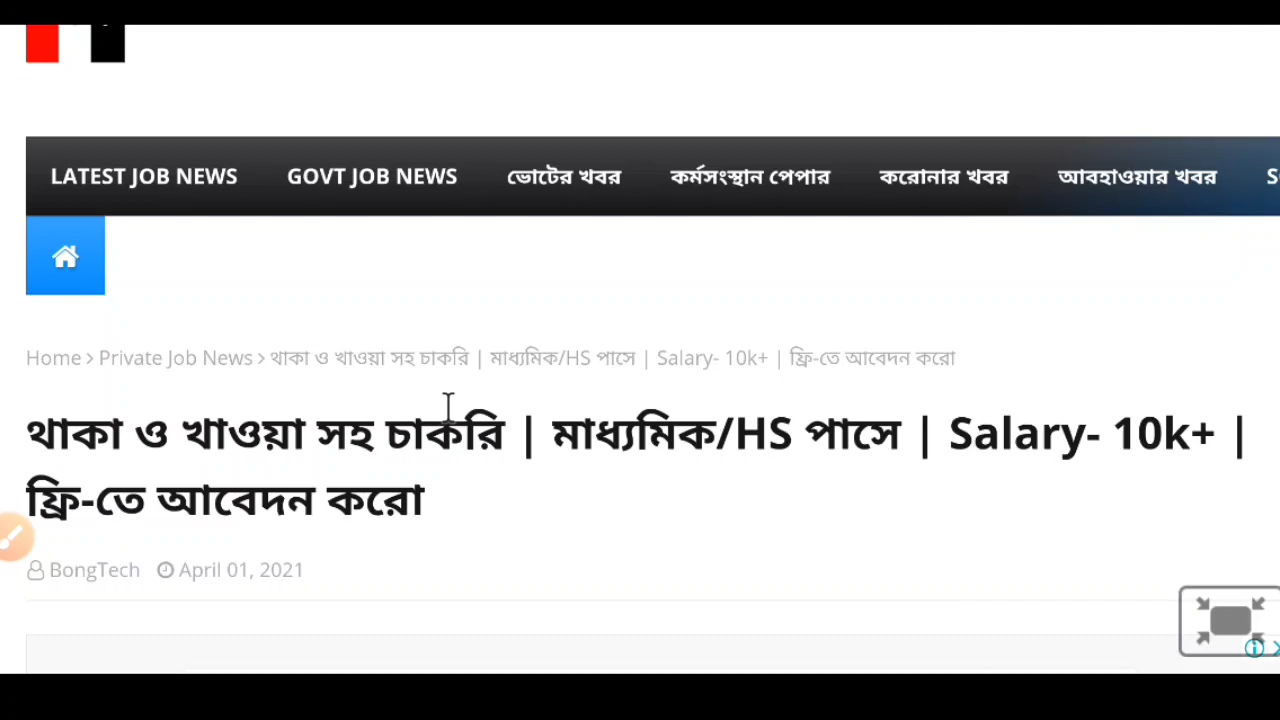 LATEST JOB NEWS GOVT JOB NEWS ভোটের খবর কর্মসংস্থান পেপার করোনার খবর আবহাওয়ার খবর
Home > Private Job News > থাকা ও খাওয়া সহ চাকরি | মাধ্যমিক/HS পাসে | Salary- 10k+ | ফ্রি-তে আবেদন করো
থাকা ও খাওয়া সহ চাকরি | মাধ্যমিক/HS পাসে | Salary- 10k+ |
ফ্রি-তে আবেদন করো
BongTech April 01, 2021